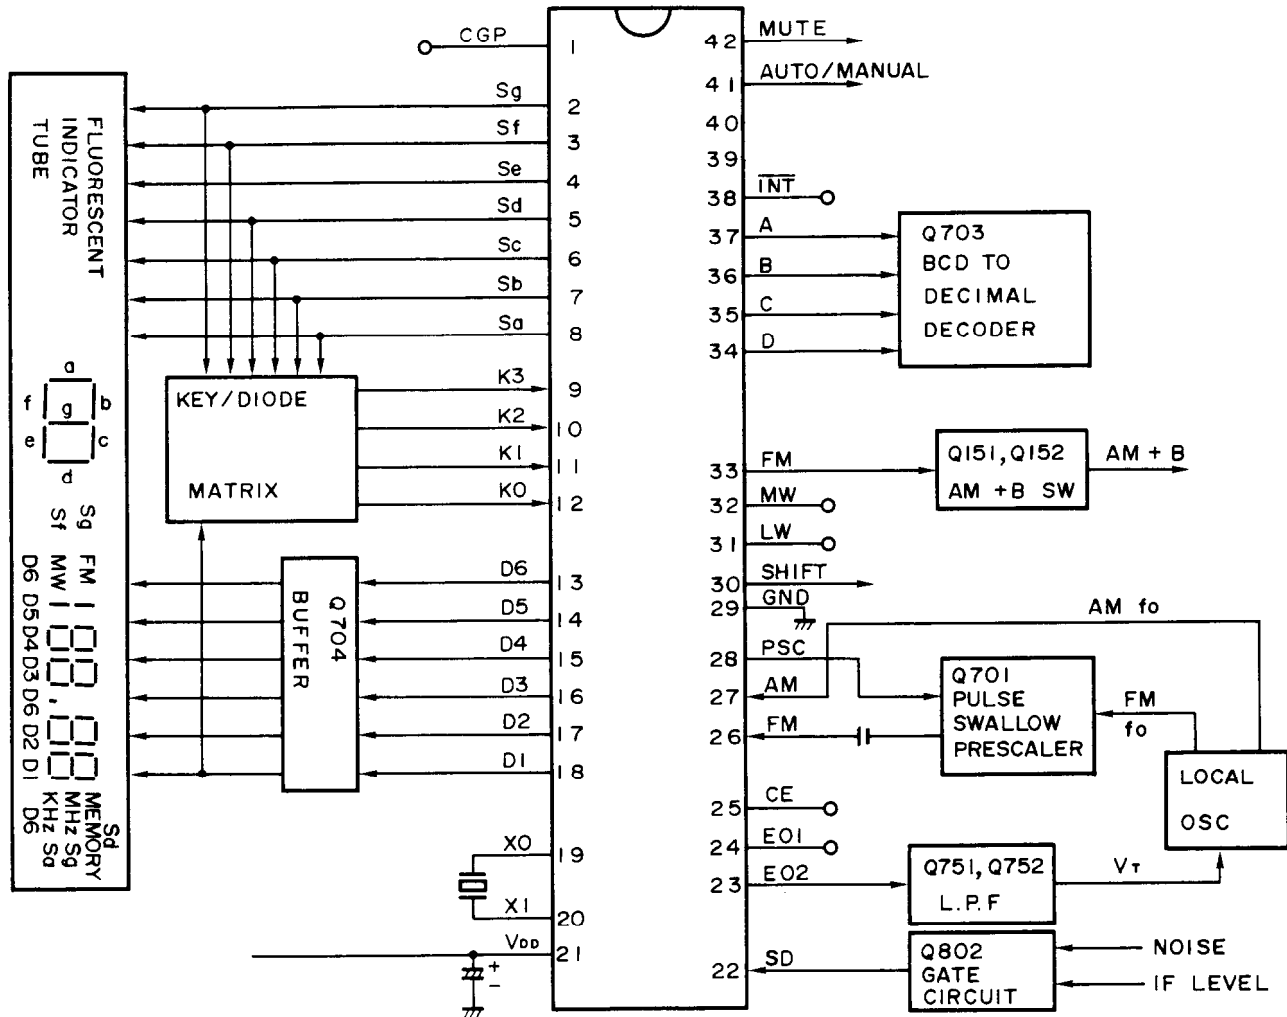 CGP
1
42
MUTE
41
AUTO/MANUAL
40
39
38
INT
FLUORESCENT
INDICATOR
TUBE
Sg
2
Sf
3
Se
4
Sd
5
Sc
6
Sb
7
Sa
8
37
A
36
B
35
C
34
D
Q703
BCD TO
DECIMAL
DECODER
a
f
g
b
e
c
d
KEY/DIODE
MATRIX
K3
9
K2
10
K1
11
K0
12
33
FM
Q151, Q152
AM +B SW
AM + B
32
MW
31
LW
30
SHIFT
29
GND
Sg FM
Sf MW
D6 D5 D4 D3 D6 D2 D1 D6
Sd
MEMORY
MHz Sg
KHz Sa
Q704
BUFFER
D6
13
D5
14
D4
15
D3
16
D2
17
D1
18
AM fo
28
PSC
27
AM
26
FM
Q701
PULSE
SWALLOW
PRESCALER
FM
fo
LOCAL
OSC
25
CE
24
EO1
23
EO2
Q751, Q752
L.P.F
VT
X0
19
X1
20
VDD
21
+
-
22
SD
Q802
GATE
CIRCUIT
NOISE
IF LEVEL